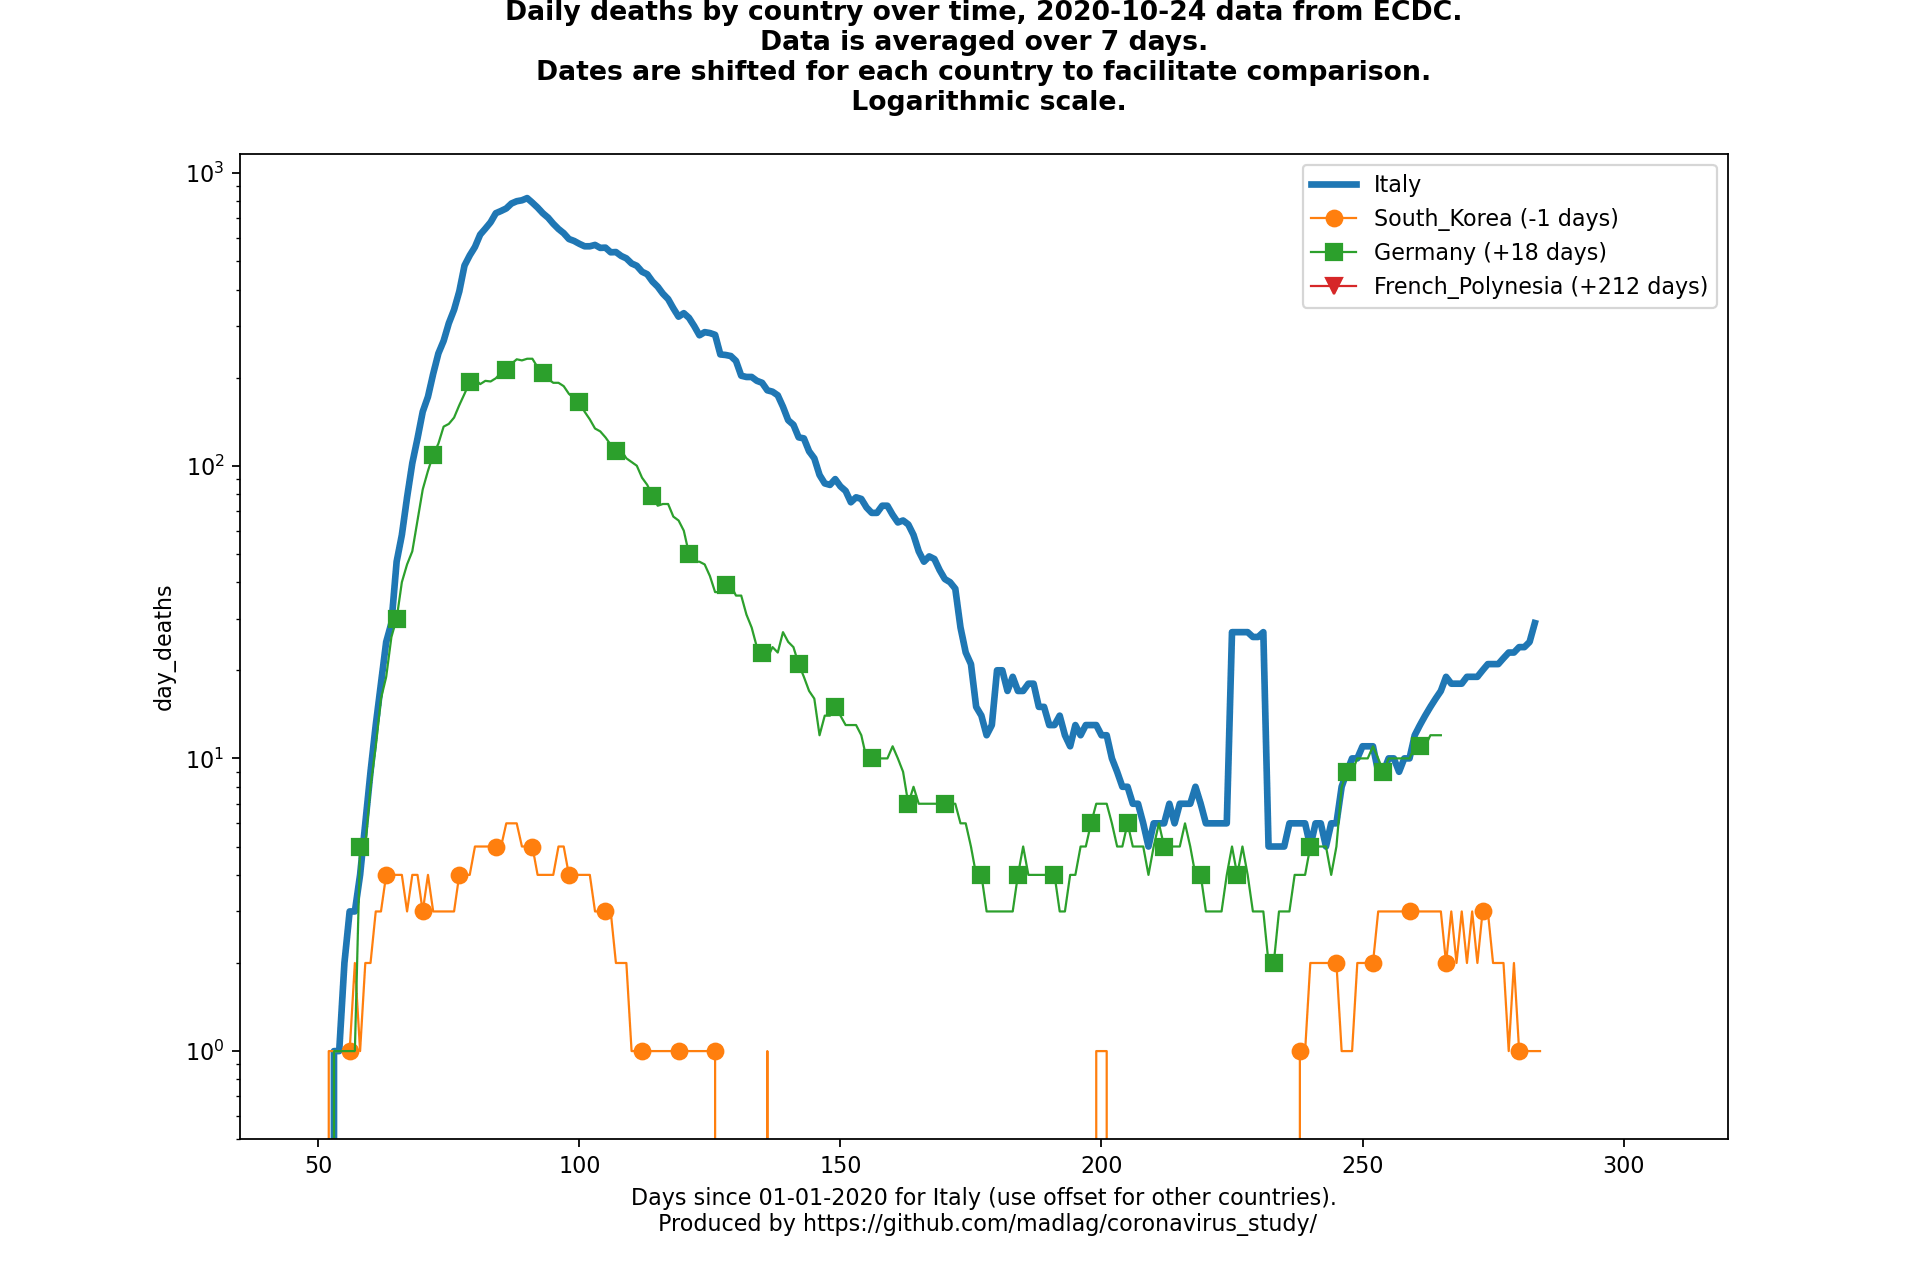 Daily deaths by country over time, 2020-10-24 data from ECDC.
Data is averaged over 7 days.
Dates are shifted for each country to facilitate comparison.
Logarithmic scale.
10³
10²
10¹
10⁰
day_deaths
Italy
South_Korea (-1 days)
Germany (+18 days)
French_Polynesia (+212 days)
50 100 150 200 250 300
Days since 01-01-2020 for Italy (use offset for other countries).
Produced by https://github.com/madlag/coronavirus_study/